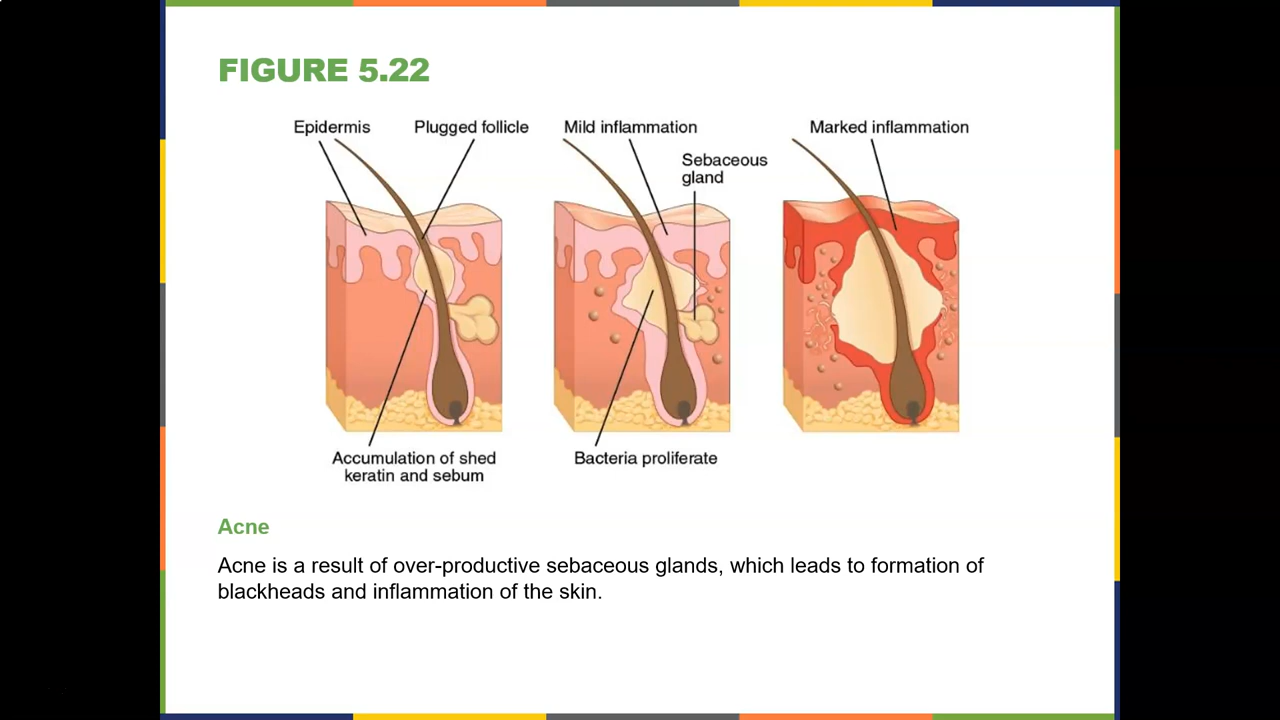 FIGURE 5.22
Epidermis
Plugged follicle
Mild inflammation
Sebaceous
gland
Marked inflammation
Accumulation of shed
keratin and sebum
Bacteria proliferate
Acne
Acne is a result of over-productive sebaceous glands, which leads to formation of
blackheads and inflammation of the skin.